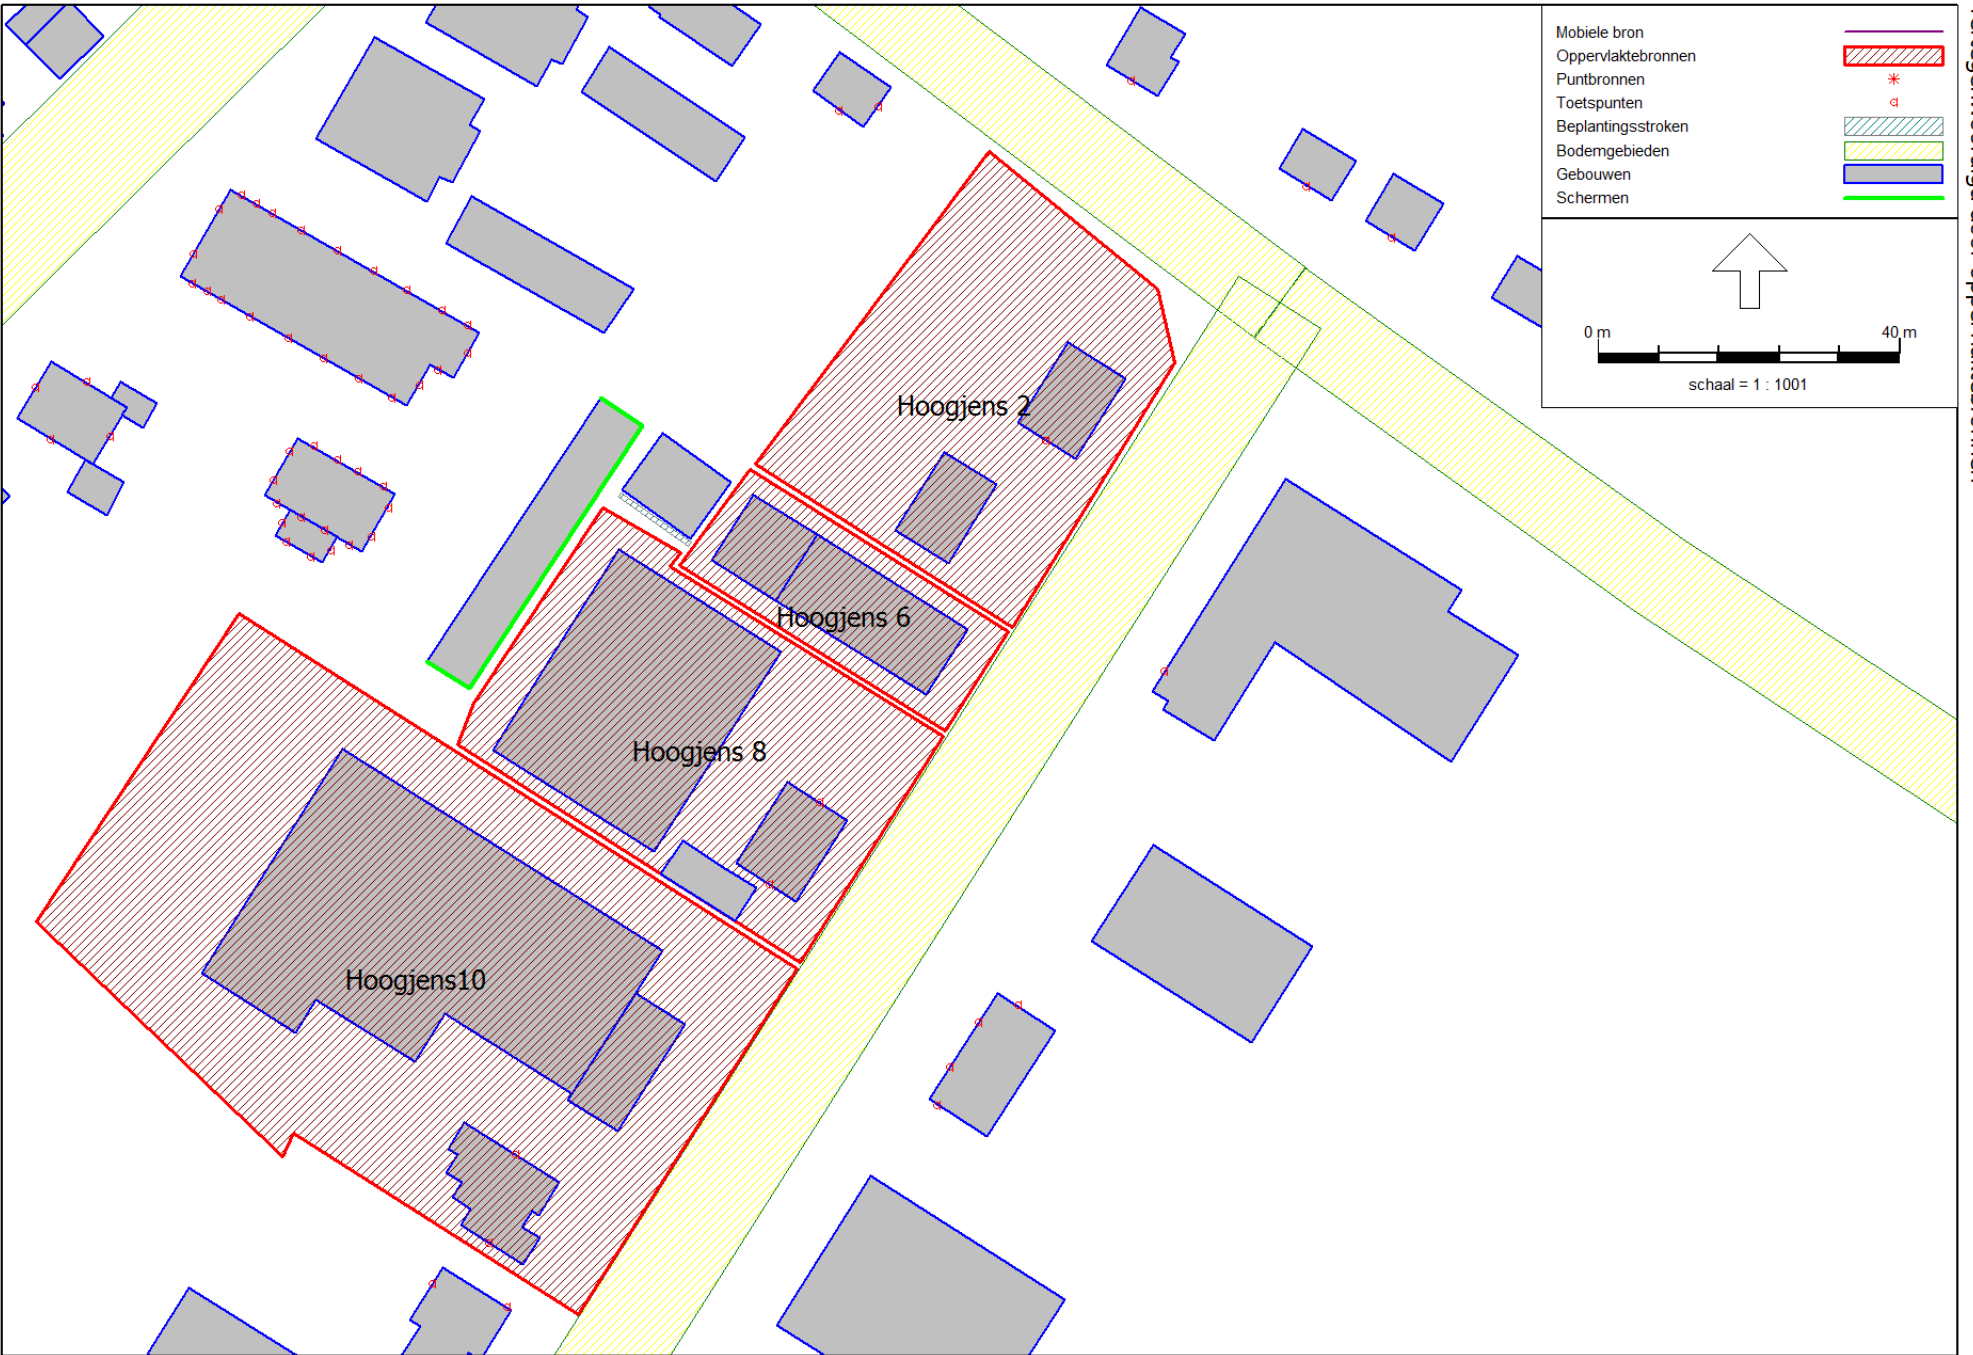 Mobiele bron
Oppervlaktebronnen
Puntbronnen
Toetspunten
Beplantingsstroken
Bodemgebieden
Gebouwen
Schermen
0 m 40 m
schaal = 1 : 1001
Hoogjens 2
Hoogjens 6
Hoogjens 8
Hoogjens10